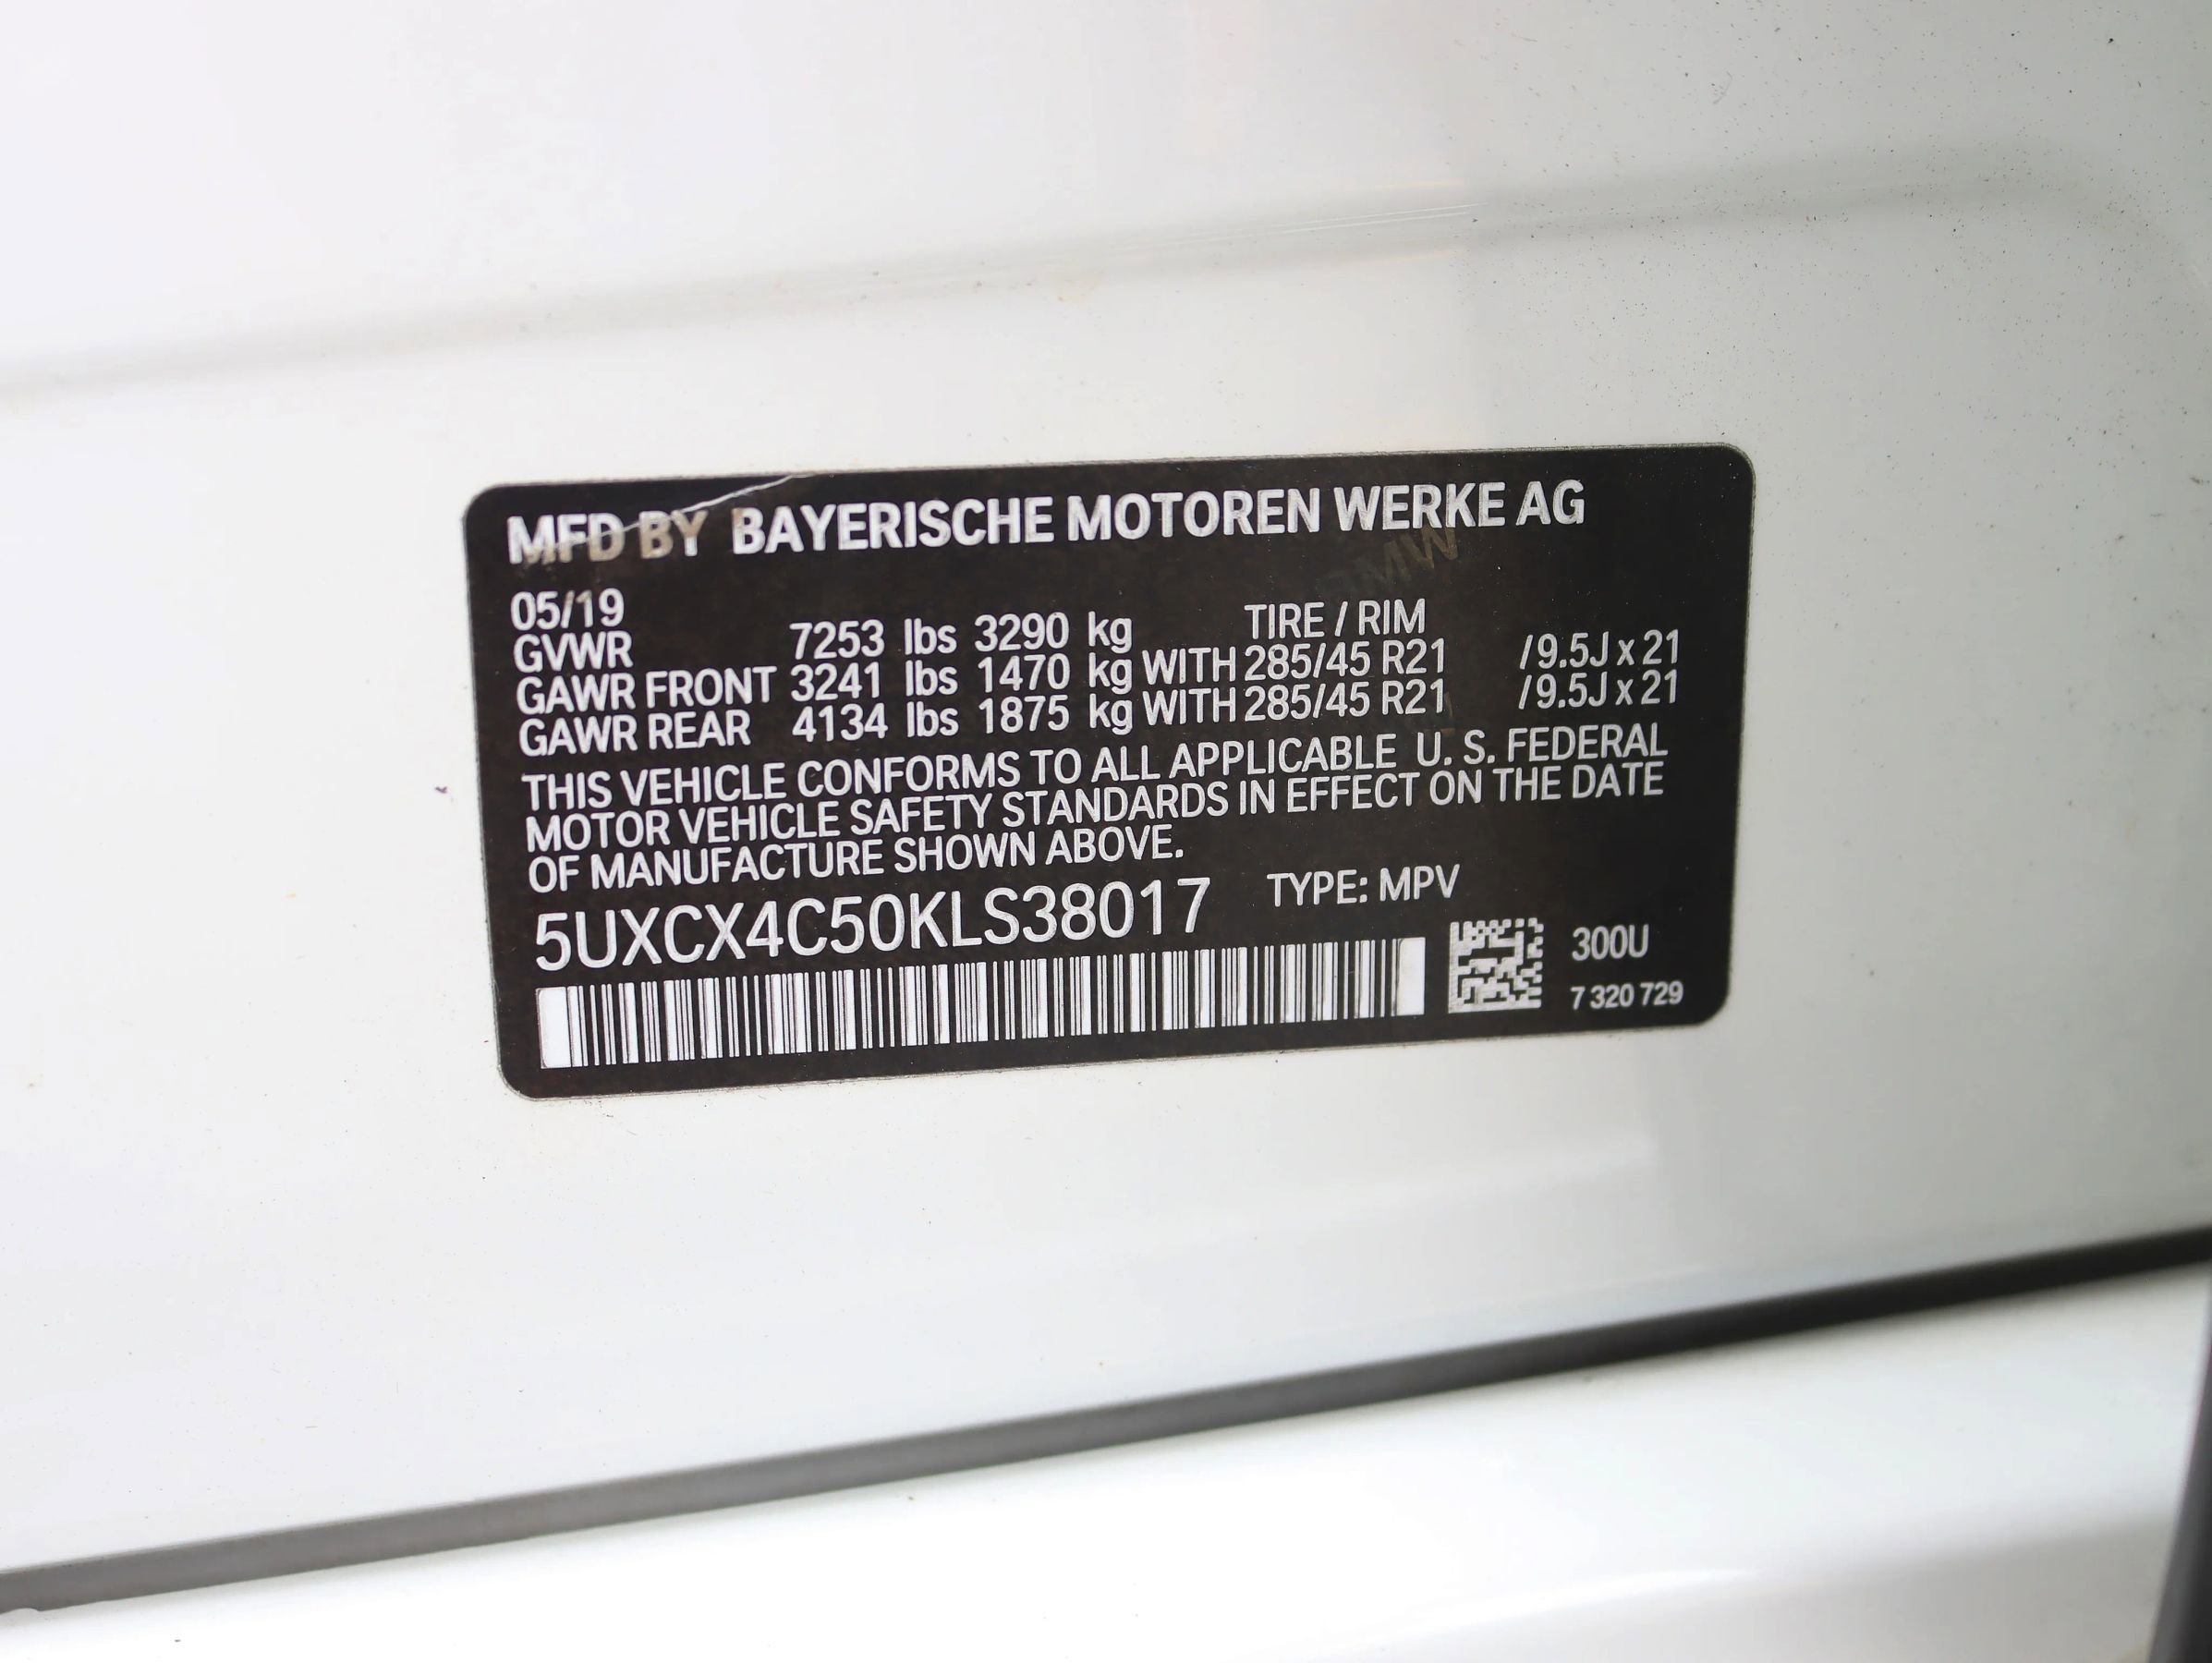 MFD BY BAYERISCHE MOTOREN WERKE AG
05/19 TIRE / RIM
GVWR 7253 lbs 3290 kg
GAWR FRONT 3241 lbs 1470 kg WITH 285/45 R21 /9.5J x 21
GAWR REAR 4134 lbs 1875 kg WITH 285/45 R21 /9.5J x 21
THIS VEHICLE CONFORMS TO ALL APPLICABLE U. S. FEDERAL
MOTOR VEHICLE SAFETY STANDARDS IN EFFECT ON THE DATE
OF MANUFACTURE SHOWN ABOVE.
5UXCX4C50KLS38017 TYPE: MPV
300U
7 320 729